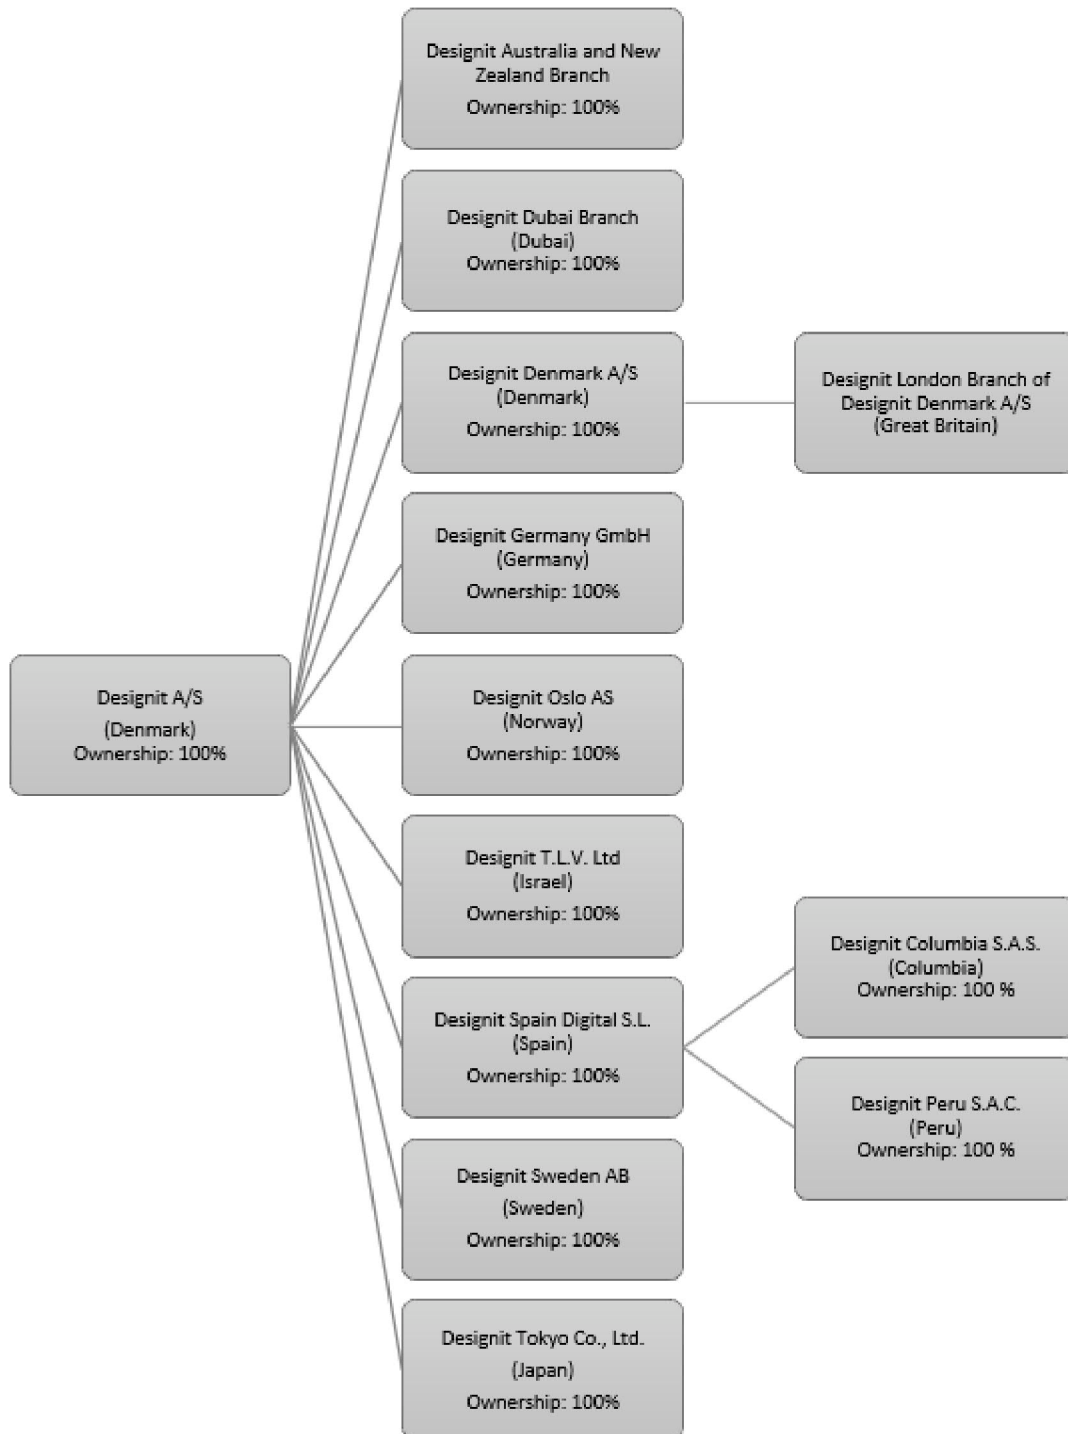 Designit Australia and New
Zealand Branch
Ownership: 100%
Designit Dubai Branch
(Dubai)
Ownership: 100%
Designit Denmark A/S
(Denmark)
Ownership: 100%
Designit London Branch of
Designit Denmark A/S
(Great Britain)
Designit Germany GmbH
(Germany)
Ownership: 100%
Designit A/S
(Denmark)
Ownership: 100%
Designit Oslo AS
(Norway)
Ownership: 100%
Designit T.L.V. Ltd
(Israel)
Ownership: 100%
Designit Spain Digital S.L.
(Spain)
Ownership: 100%
Designit Columbia S.A.S.
(Columbia)
Ownership: 100 %
Designit Peru S.A.C.
(Peru)
Ownership: 100 %
Designit Sweden AB
(Sweden)
Ownership: 100%
Designit Tokyo Co., Ltd.
(Japan)
Ownership: 100%